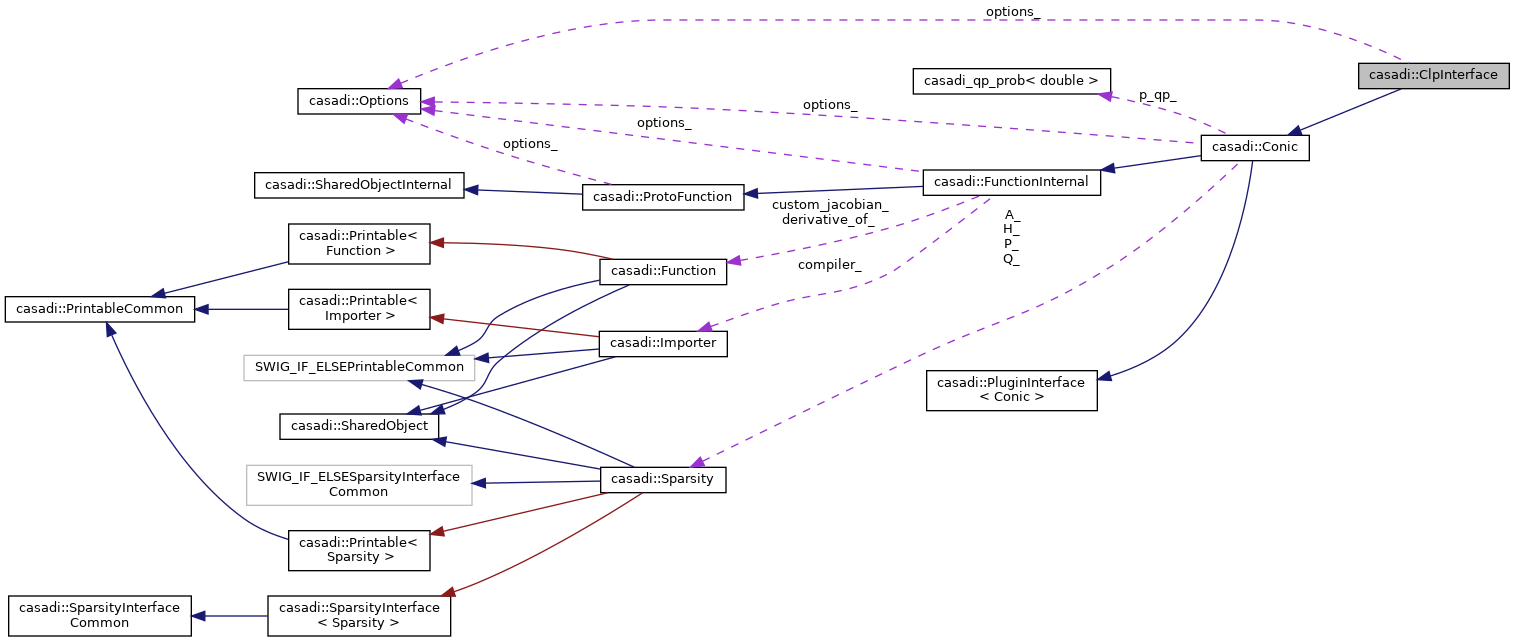 options_
casadi::ClpInterface
casadi_qp_prob< double >
casadi::Options
p_qp_
options_
options_
options_
casadi::Conic
casadi::SharedObjectInternal
casadi::FunctionInternal
casadi::ProtoFunction
custom_jacobian_
derivative_of_
A_
H_
P_
Q_
casadi::Printable<
Function >
compiler_
casadi::Function
casadi::PrintableCommon
casadi::Printable<
Importer >
casadi::Importer
SWIG_IF_ELSEPrintableCommon
casadi::PluginInterface
< Conic >
casadi::SharedObject
SWIG_IF_ELSESparsityInterface
Common
casadi::Sparsity
casadi::Printable<
Sparsity >
casadi::SparsityInterface
Common
casadi::SparsityInterface
< Sparsity >